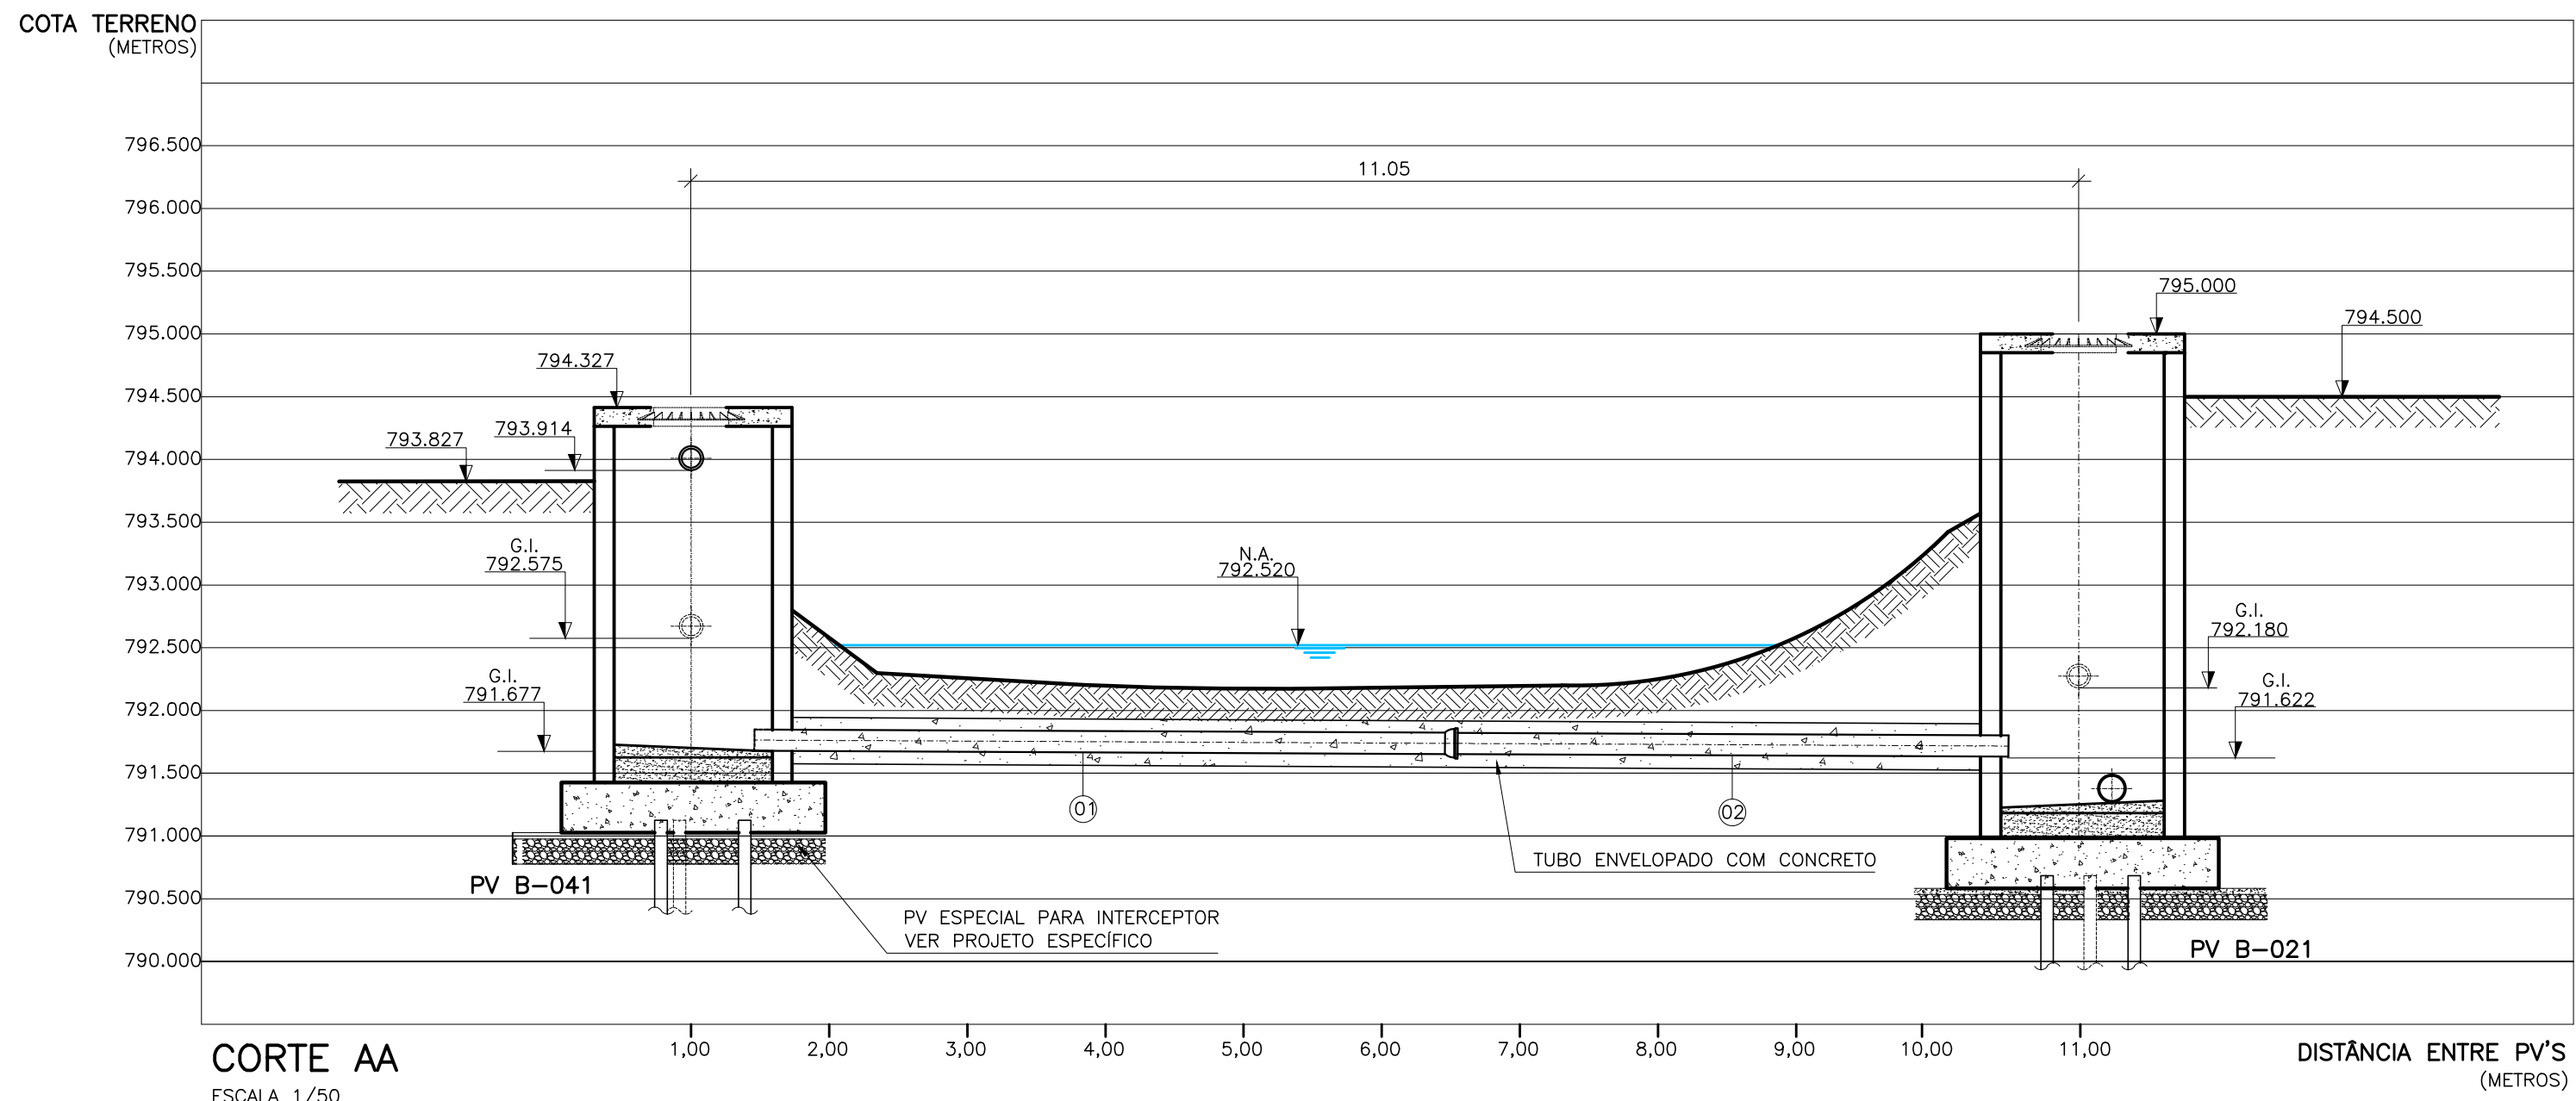 COTA TERRENO
(METROS)
796.500
11.05
796.000
795.500
795.000
794.500
795.000
794.327
794.500
793.914
793.827
794.000
793.500
G.I.
792.575
N.A.
792.520
793.000
G.I.
792.180
792.500
G.I.
791.677
G.I.
791.622
792.000
791.500
01
02
791.000
TUBO ENVELOPADO COM CONCRETO
PV B-041
790.500
PV ESPECIAL PARA INTERCEPTOR
VER PROJETO ESPECÍFICO
PV B-021
790.000
1,00 2,00 3,00 4,00 5,00 6,00 7,00 8,00 9,00 10,00 11,00
CORTE AA
DISTÂNCIA ENTRE PV'S
(METROS)
ESCALA 1/50